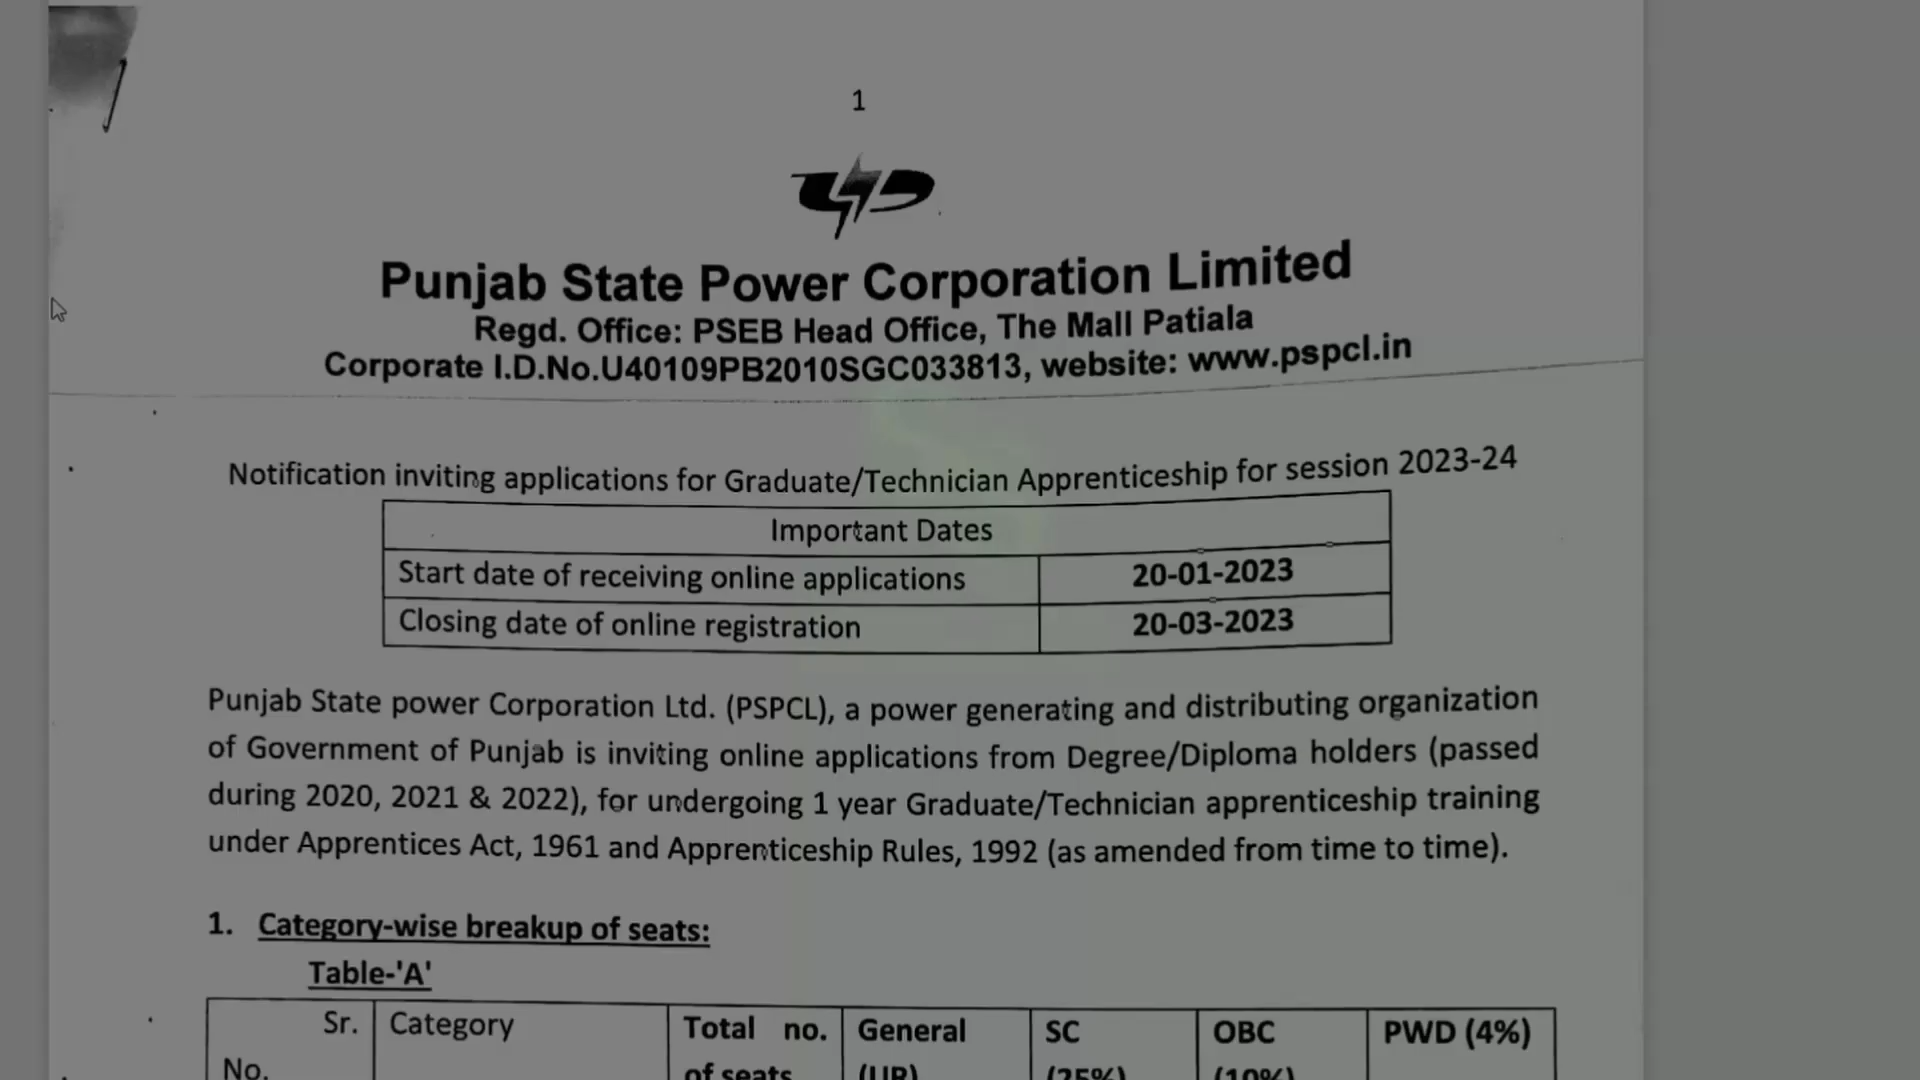 1
Punjab State Power Corporation Limited
Regd. Office: PSEB Head Office, The Mall Patiala
Corporate I.D.No.U40109PB2010SGC033813, website: www.pspcl.in
Notification inviting applications for Graduate/Technician Apprenticeship for session 2023-24
Important Dates
Start date of receiving online applications 20-01-2023
Closing date of online registration 20-03-2023
Punjab State power Corporation Ltd. (PSPCL), a power generating and distributing organization
of Government of Punjab is inviting online applications from Degree/Diploma holders (passed
during 2020, 2021 & 2022), for undergoing 1 year Graduate/Technician apprenticeship training
under Apprentices Act, 1961 and Apprenticeship Rules, 1992 (as amended from time to time).
1. Category-wise breakup of seats:
Table-'A'
Sr. Category Total no. General SC OBC PWD (4%)
No. of seats (UR) (25%) (10%)